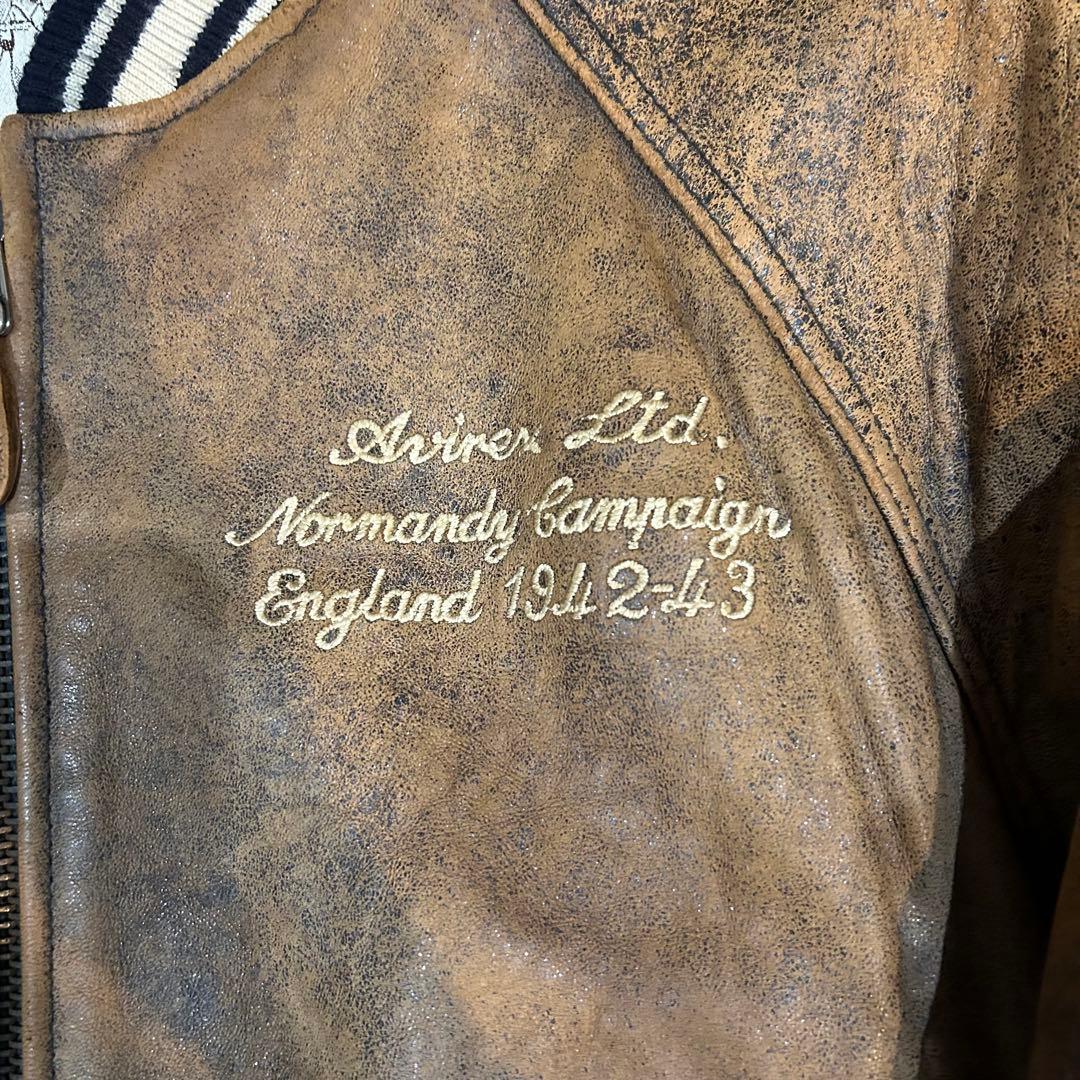 Avirex Ltd.
Normandy Campaign
England 1942-43